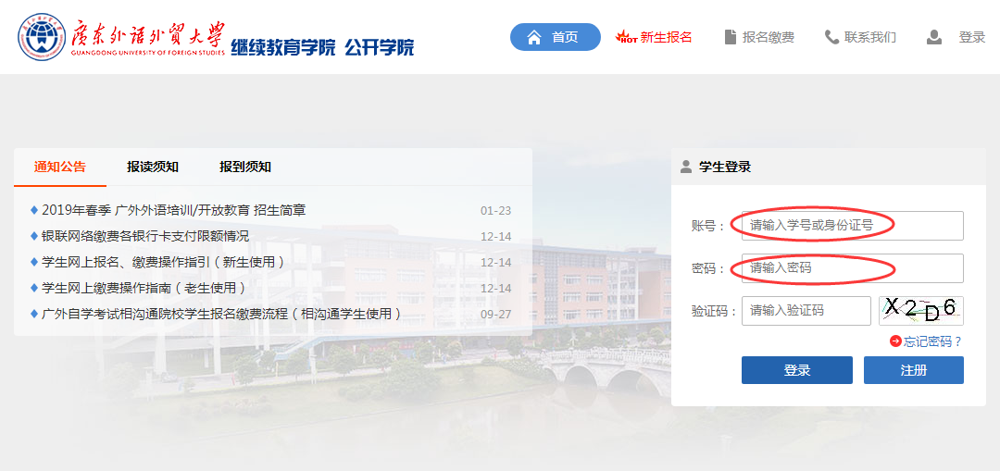 廣东外语外贸大学
GUANGDONG UNIVERSITY OF FOREIGN STUDIES
继续教育学院 公开学院
首页
HOT 新生报名
报名缴费
联系我们
登录
通知公告 报读须知 报到须知
2019年春季 广外外语培训/开放教育 招生简章 01-23
银联网络缴费各银行卡支付限额情况 12-14
学生网上报名、缴费操作指引（新生使用） 12-14
学生网上缴费操作指南（老生使用） 12-14
广外自学考试相沟通院校学生报名缴费流程（相沟通学生使用） 09-27
学生登录
账号： 请输入学号或身份证号
密码： 请输入密码
验证码： 请输入验证码 X2D6
忘记密码？
登录 注册